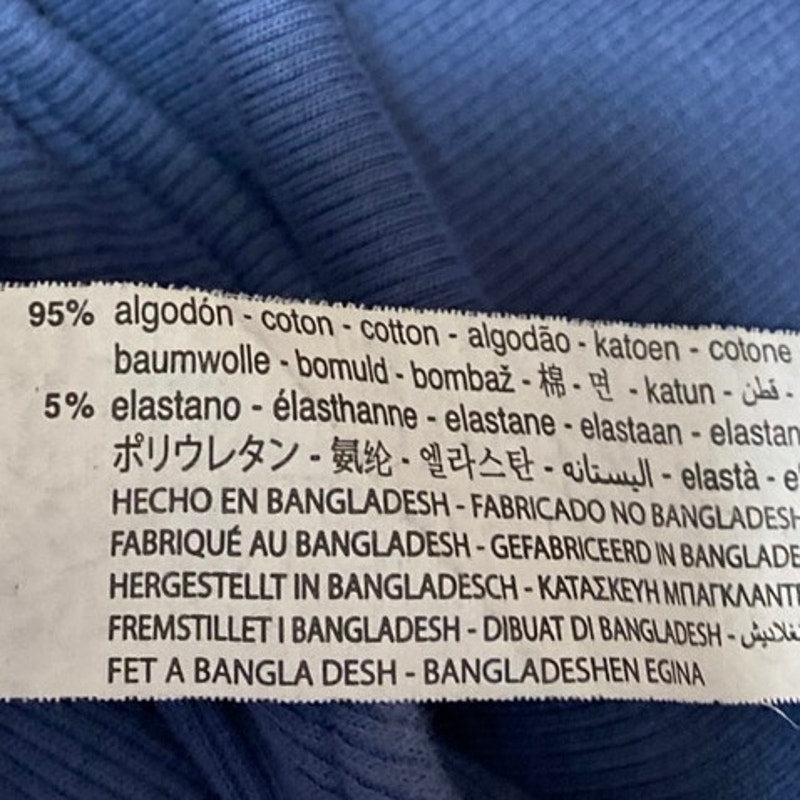 95% algodón - coton - cotton - algodão - katoen - cotone
baumwolle - bomuld - bombaž - 棉 - 면 - katun - قطن -
5% elastano - élasthanne - elastane - elastaan - elastan
ポリウレタン - 氨纶 - 엘라스탄 - اليستانه - elastà - e
HECHO EN BANGLADESH - FABRICADO NO BANGLADESH
FABRIQUÉ AU BANGLADESH - GEFABRICEERD IN BANGLADE
HERGESTELLT IN BANGLADESCH - ΚΑΤΑΣΚΕΥΗ ΜΠΑΓΚΛΑΝΤ
FREMSTILLET I BANGLADESH - DIBUAT DI BANGLADESH -
FET A BANGLA DESH - BANGLADESHEN EGINA